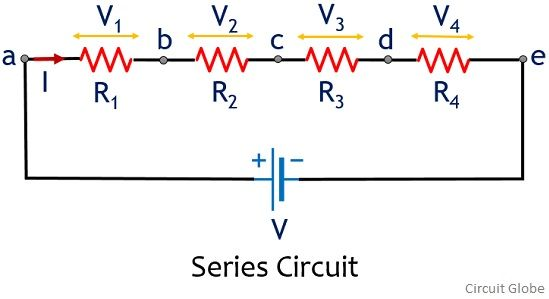 V1 V2 V3 V4
a b c d e
I R1 R2 R3 R4
+ −
V
Series Circuit
Circuit Globe